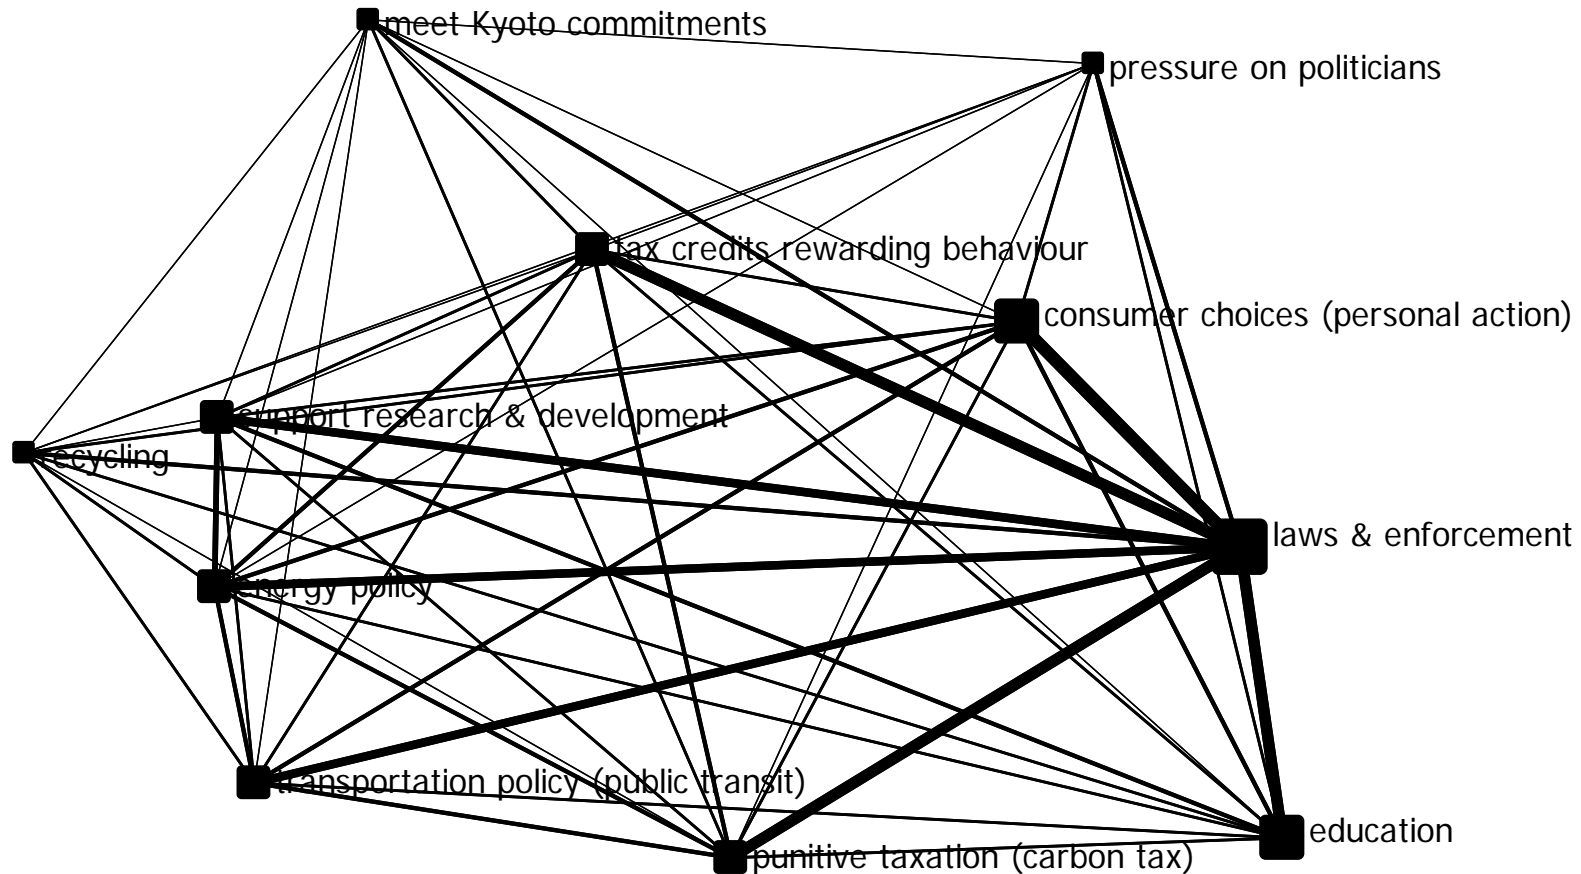 meet Kyoto commitments
pressure on politicians
tax credits rewarding behaviour
consumer choices (personal action)
support research & development
recycling
laws & enforcement
energy policy
transportation policy (public transit)
education
punitive taxation (carbon tax)